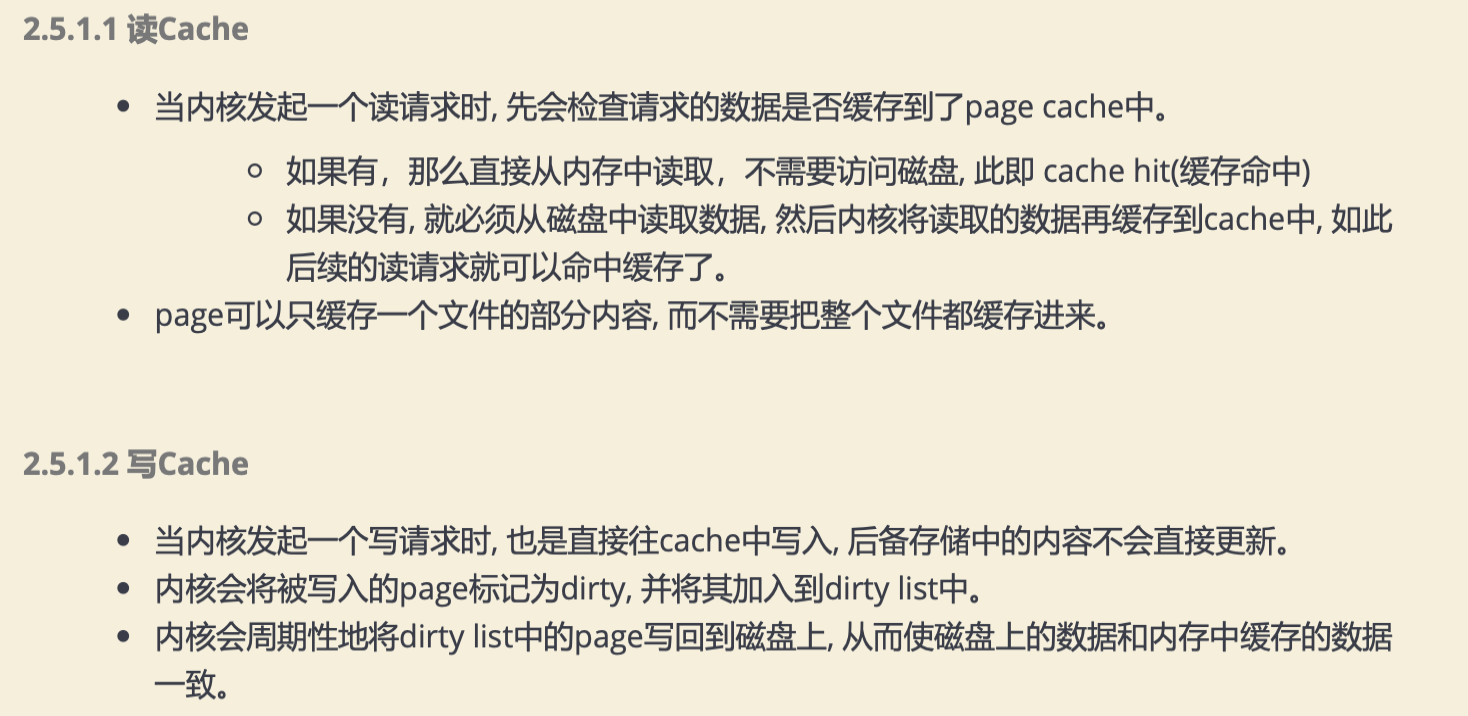 2.5.1.1 读Cache
当内核发起一个读请求时, 先会检查请求的数据是否缓存到了page cache中。
如果有，那么直接从内存中读取，不需要访问磁盘, 此即 cache hit(缓存命中)
如果没有, 就必须从磁盘中读取数据, 然后内核将读取的数据再缓存到cache中, 如此
后续的读请求就可以命中缓存了。
page可以只缓存一个文件的部分内容, 而不需要把整个文件都缓存进来。
2.5.1.2 写Cache
当内核发起一个写请求时, 也是直接往cache中写入, 后备存储中的内容不会直接更新。
内核会将被写入的page标记为dirty, 并将其加入到dirty list中。
内核会周期性地将dirty list中的page写回到磁盘上, 从而使磁盘上的数据和内存中缓存的数据
一致。